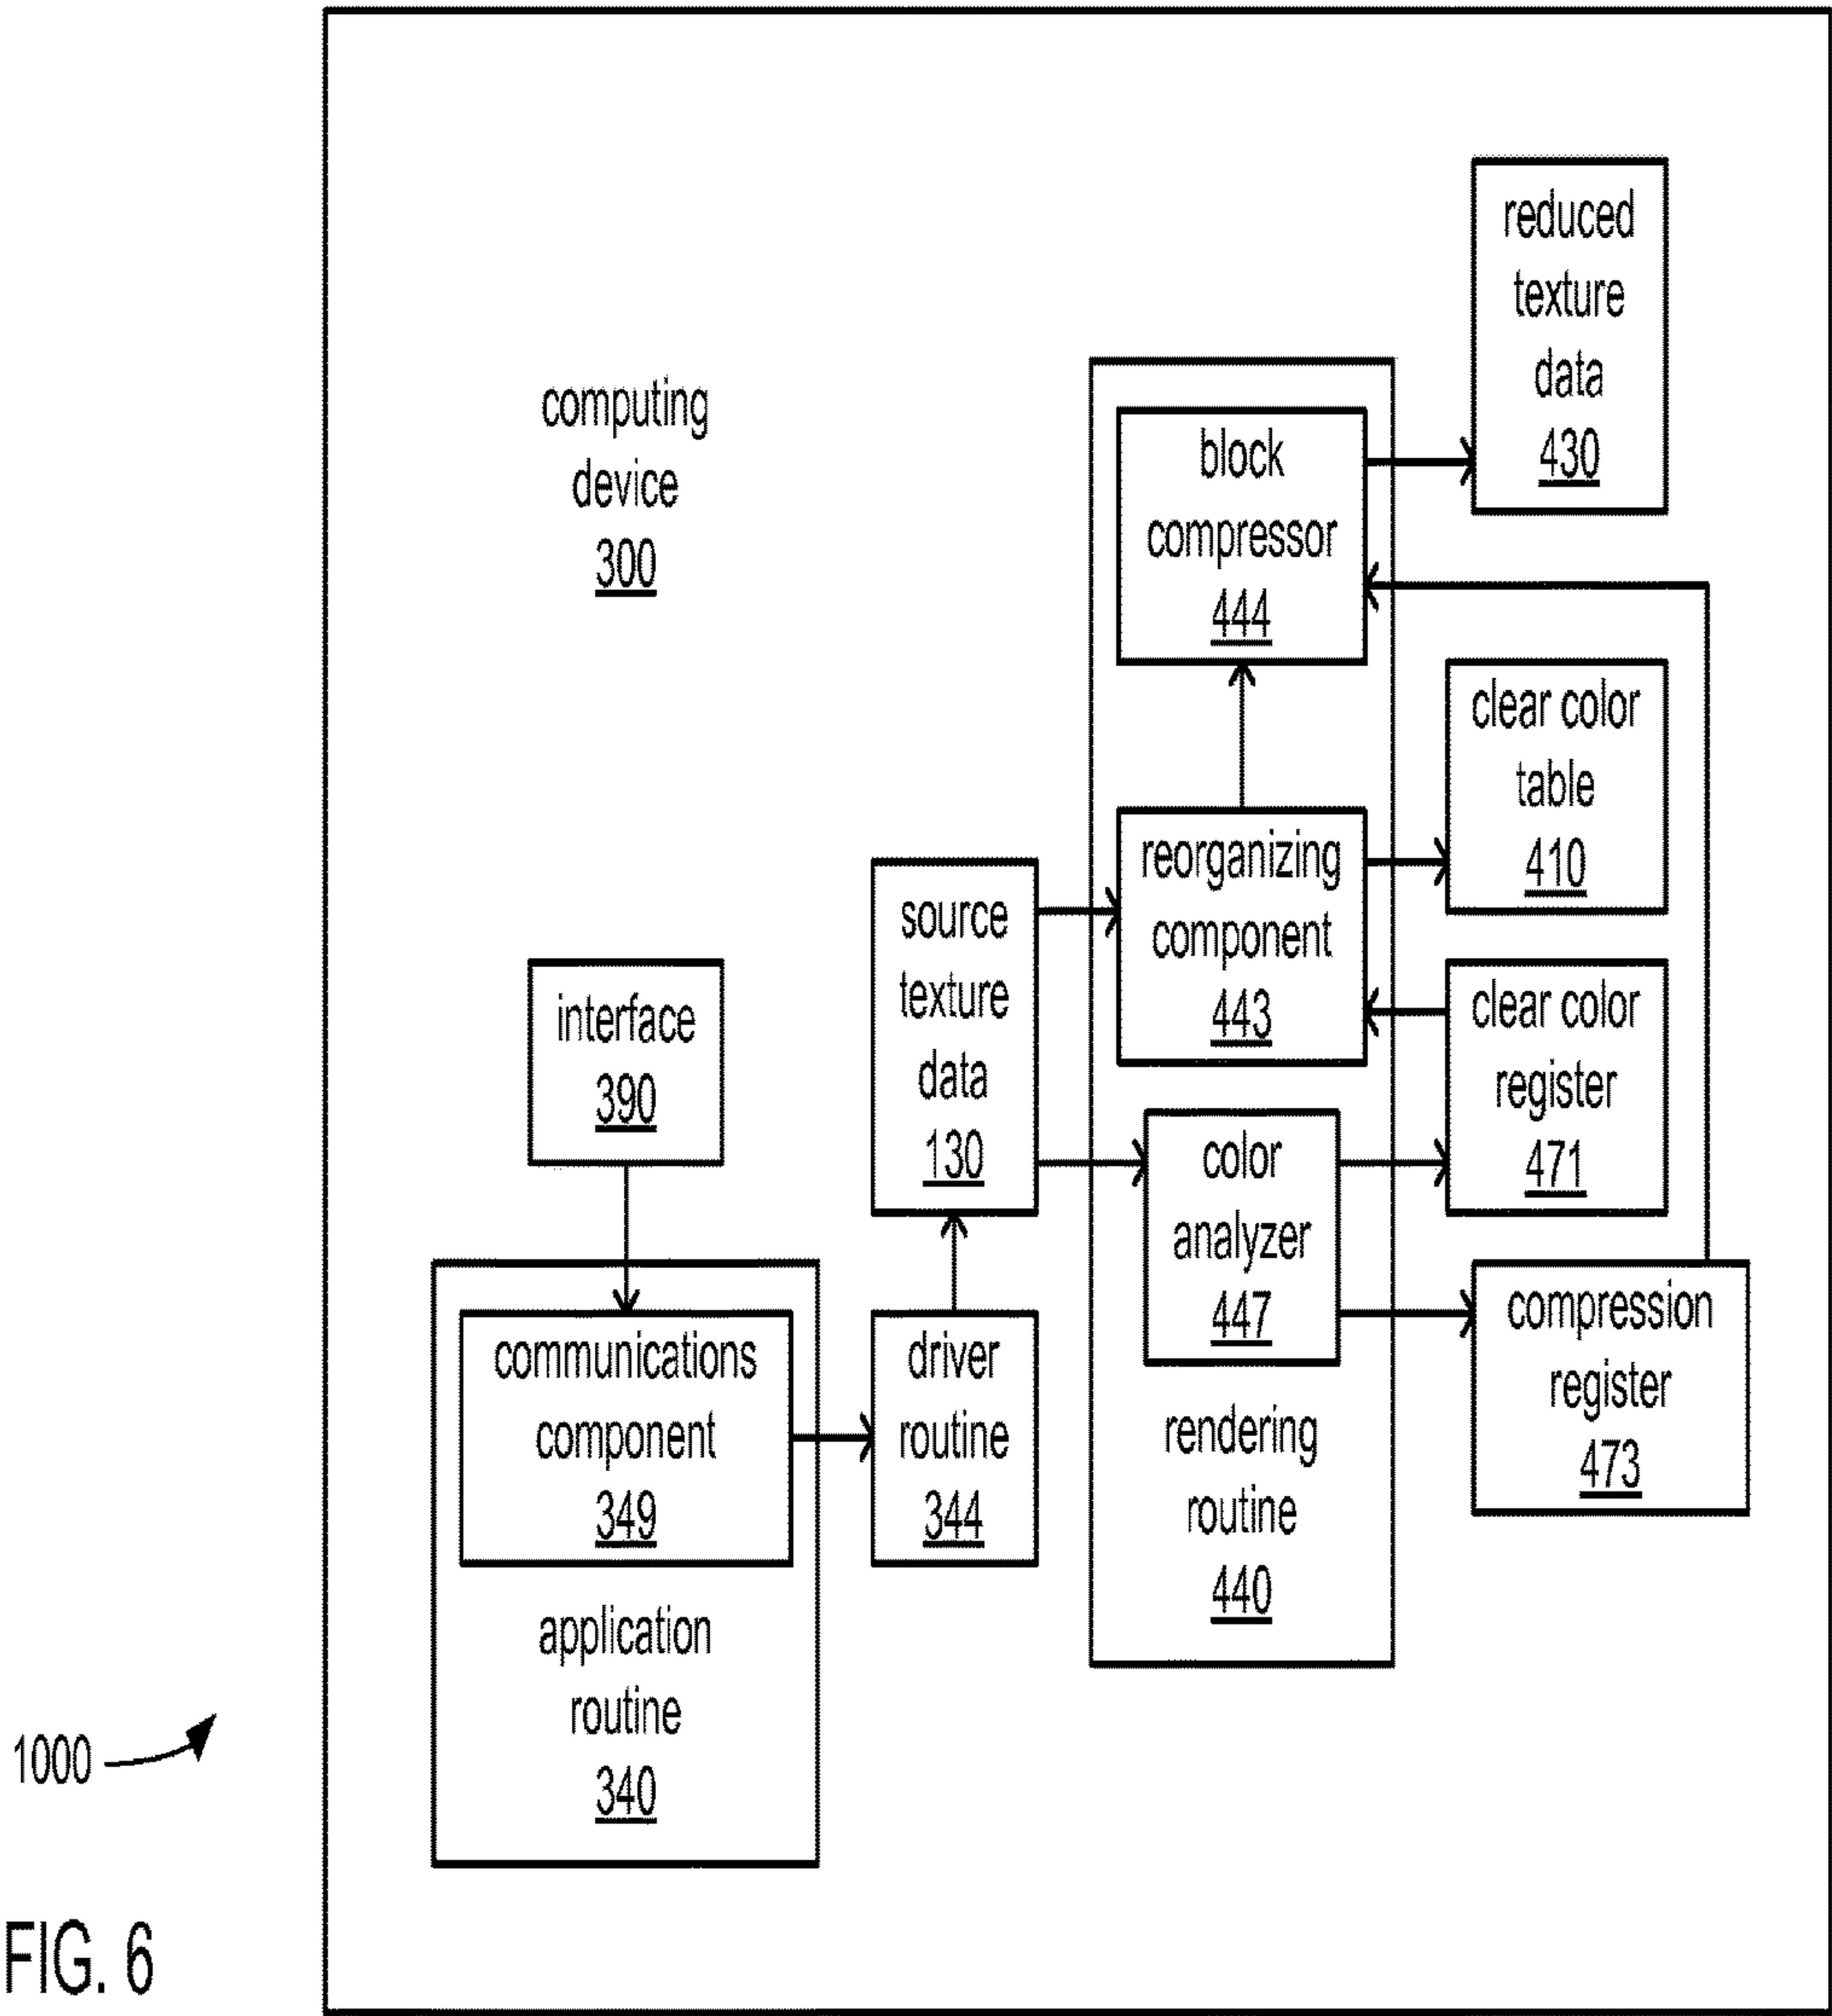 computing
device
300
reduced
texture
data
430
block
compressor
444
clear color
table
410
reorganizing
component
443
source
texture
data
130
clear color
register
471
interface
390
color
analyzer
447
compression
register
473
communications
component
349
driver
routine
344
rendering
routine
440
application
routine
340
1000
FIG. 6